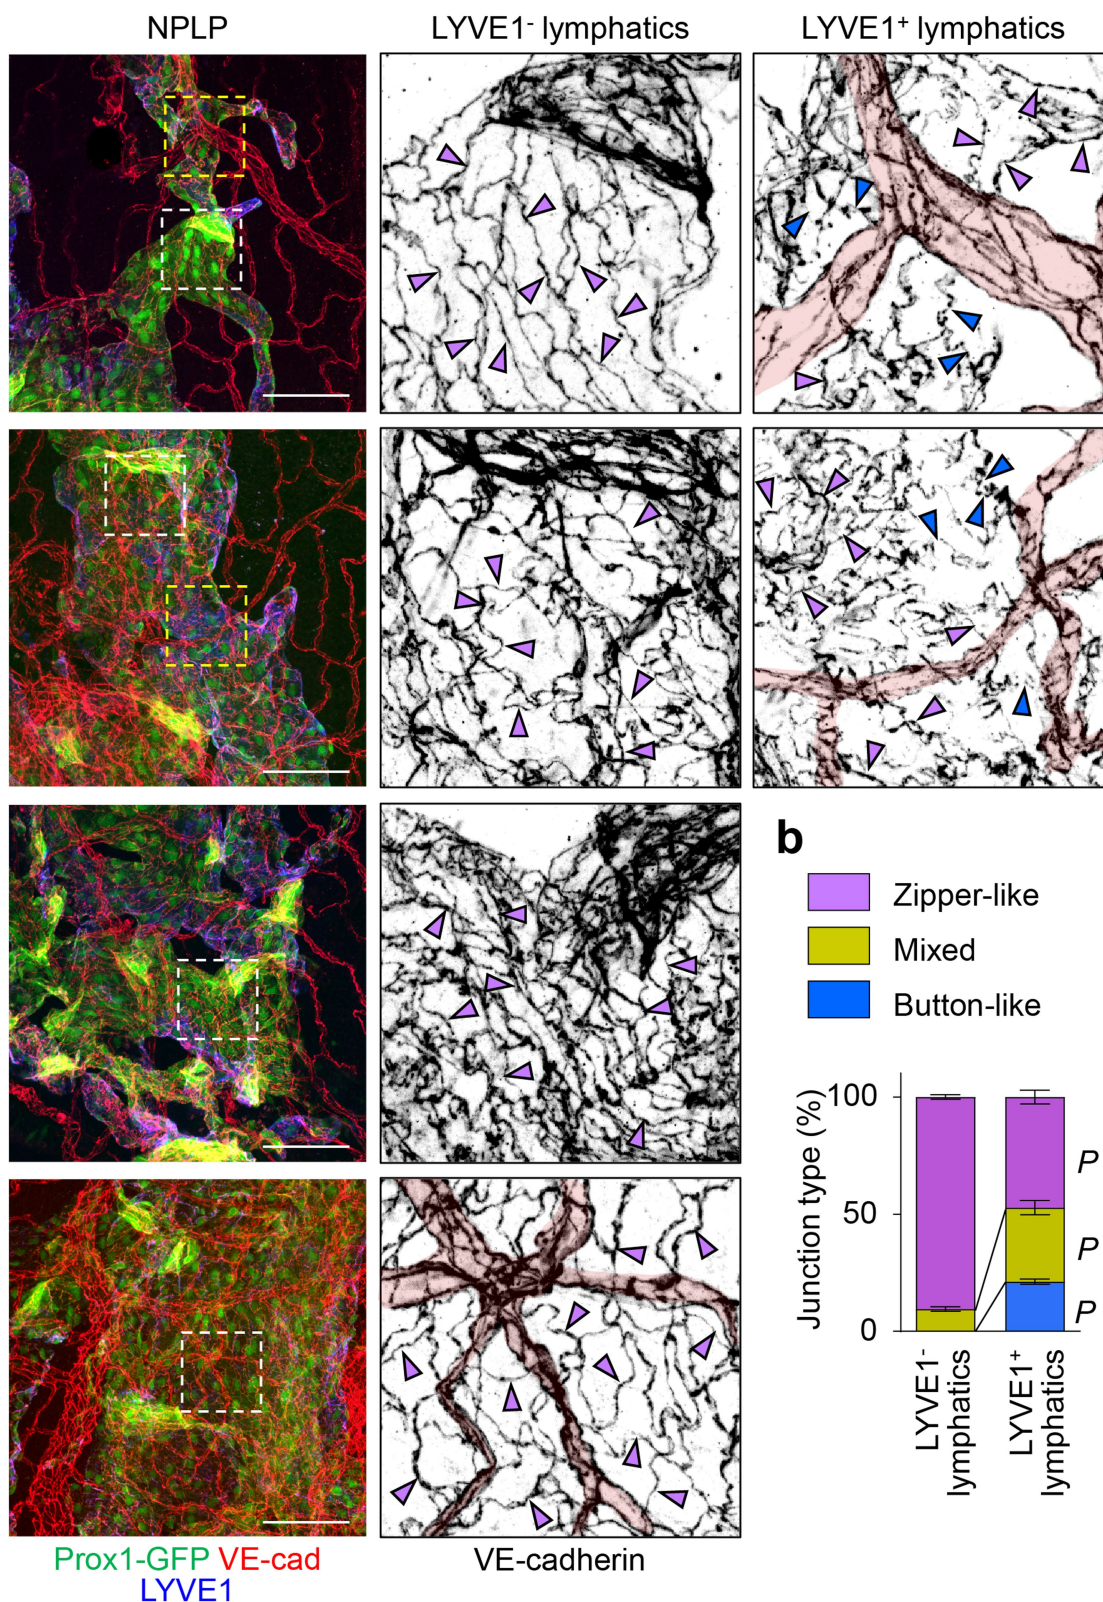 NPLP
LYVE1- lymphatics
LYVE1+ lymphatics
Prox1-GFP VE-cad
LYVE1
VE-cadherin
b
Zipper-like
Mixed
Button-like
Junction type (%)
100
50
0
P
P
P
LYVE1-
lymphatics
LYVE1+
lymphatics